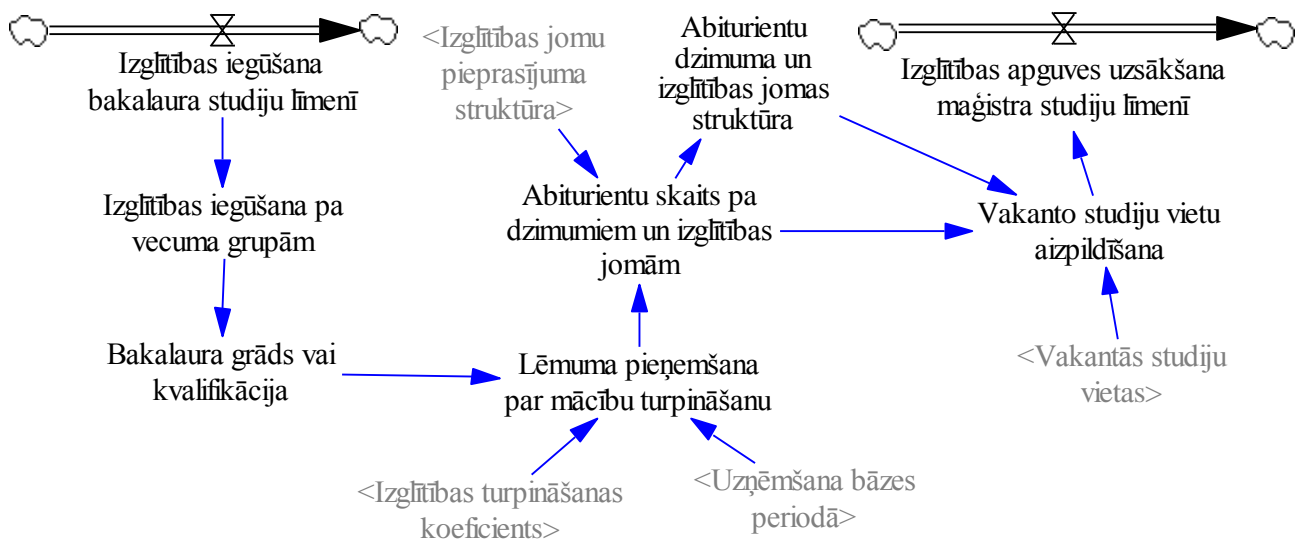 Izglītības iegūšana
bakalaura studiju līmenī
Izglītības iegūšana pa
vecuma grupām
Bakalaura grāds vai
kvalifikācija
<Izglītības jomu
pieprasījuma
struktūra>
Abiturientu
dzimuma un
izglītības jomas
struktūra
Abiturientu skaits pa
dzimumiem un izglītības
jomām
Lēmuma pieņemšana
par mācību turpināšanu
<Izglītības turpināšanas
koeficients>
<Uzņēmšana bāzes
periodā>
Izglītības apguves uzsākšana
maģistra studiju līmenī
Vakanto studiju vietu
aizpildīšana
<Vakantās studiju
vietas>